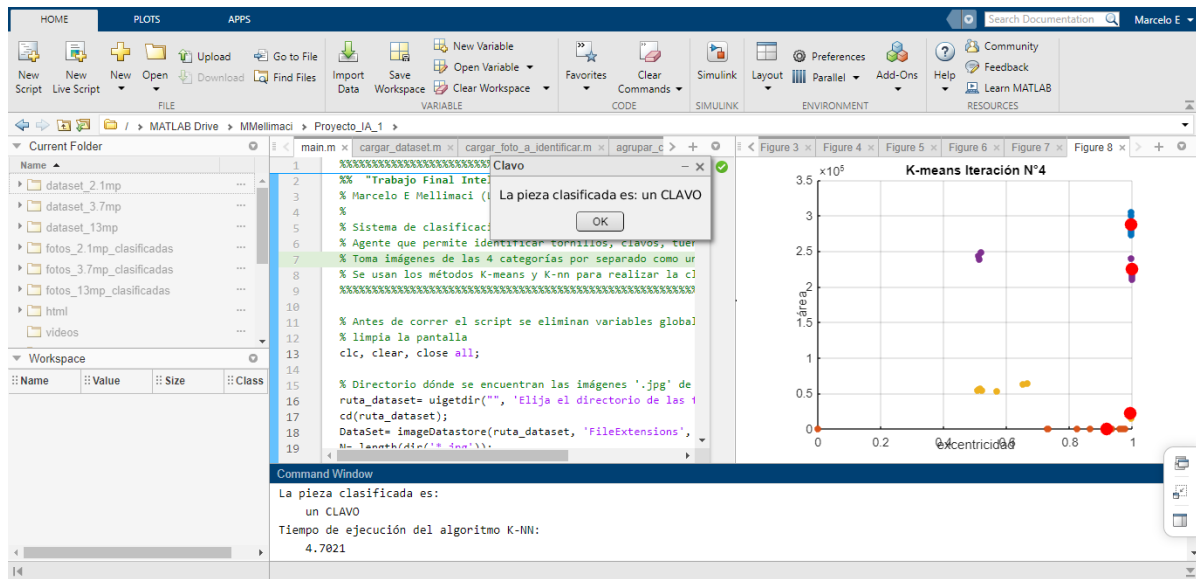 HOME PLOTS APPS Search Documentation Marcelo E
New Script
New Live Script
New
Open
Upload
Download
Go to File
Find Files
FILE
Import Data
Save Workspace
New Variable
Open Variable
Clear Workspace
VARIABLE
Favorites
Clear Commands
CODE
Simulink
SIMULINK
Layout
Preferences
Parallel
Add-Ons
ENVIRONMENT
Help
Community
Feedback
Learn MATLAB
RESOURCES
/ › MATLAB Drive › MMellimaci › Proyecto_IA_1 ›
Current Folder
Name
dataset_2.1mp
dataset_3.7mp
dataset_13mp
fotos_2.1mp_clasificadas
fotos_3.7mp_clasificadas
fotos_13mp_clasificadas
html
videos
Workspace
Name Value Size Class
main.m × cargar_dataset.m × cargar_foto_a_identificar.m × agrupar_c
1 %%%%%%%%%%%%%%%%%%%%%%%
2 %% "Trabajo Final Inte
3 % Marcelo E Mellimaci (L
4 %
5 % Sistema de clasificaci
6 % Agente que permite identificar tornillos, clavos, tuer
7 % Toma imágenes de las 4 categorías por separado como ur
8 % Se usan los métodos K-means y K-nn para realizar la cl
9 %%%%%%%%%%%%%%%%%%%%%%%%%%%%%%%%%%%%%%%%%%%%%%%%%%%%%%
10
11 % Antes de correr el script se eliminan variables global
12 % limpia la pantalla
13 clc, clear, close all;
14
15 % Directorio dónde se encuentran las imágenes '.jpg' de
16 ruta_dataset= uigetdir("", 'Elija el directorio de las f
17 cd(ruta_dataset);
18 DataSet= imageDatastore(ruta_dataset, 'FileExtensions',
19 N= length(dir('*.jpg'));
Clavo
La pieza clasificada es: un CLAVO
OK
Figure 3 × Figure 4 × Figure 5 × Figure 6 × Figure 7 × Figure 8 ×
K-means Iteración N°4
×10⁵
3.5
3
2.5
2
1.5
1
0.5
0
área
0 0.2 0.4 0.6 0.8 1
excentricidad
Command Window
La pieza clasificada es:
un CLAVO
Tiempo de ejecución del algoritmo K-NN:
4.7021